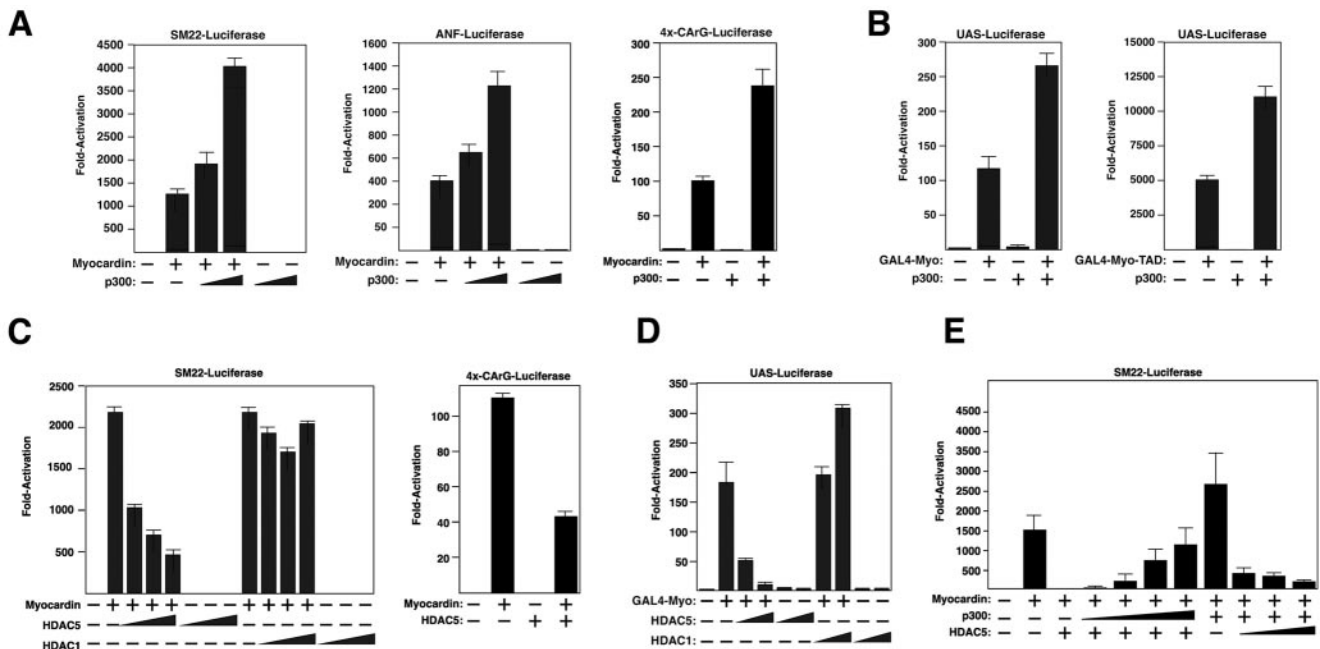 A
SM22-Luciferase
Fold-Activation
4500
4000
3500
3000
2500
2000
1500
1000
500
Myocardin: – + + + – –
p300: – –
ANF-Luciferase
Fold-Activation
1600
1400
1200
1000
800
600
400
50
Myocardin: – + + + – –
p300: – –
4x-CArG-Luciferase
Fold-Activation
300
250
200
150
100
50
Myocardin: – + – +
p300: – – + +
B
UAS-Luciferase
Fold-Activation
300
250
200
150
100
50
GAL4-Myo: – + – +
p300: – – + +
UAS-Luciferase
15000
12500
10000
7500
5000
2500
GAL4-Myo-TAD: – + – +
p300: – – + +
C
SM22-Luciferase
Fold-Activation
2500
2000
1500
1000
500
Myocardin – + + + + – – – + + + + – – –
HDAC5 – – – – – – – – –
HDAC1 – – – – – – – – –
4x-CArG-Luciferase
Fold-Activation
100
80
60
40
20
Myocardin: – + – +
HDAC5: – – + +
D
UAS-Luciferase
Fold-Activation
350
300
250
200
150
100
50
GAL4-Myo: – + + + – – + + – –
HDAC5: – – – – – –
HDAC1: – – – – – –
E
SM22-Luciferase
Fold-Activation
4500
4000
3500
3000
2500
2000
1500
1000
500
Myocardin: – + + + + + + + + + +
p300: – – – + + + +
HDAC5: – – + + + + + –